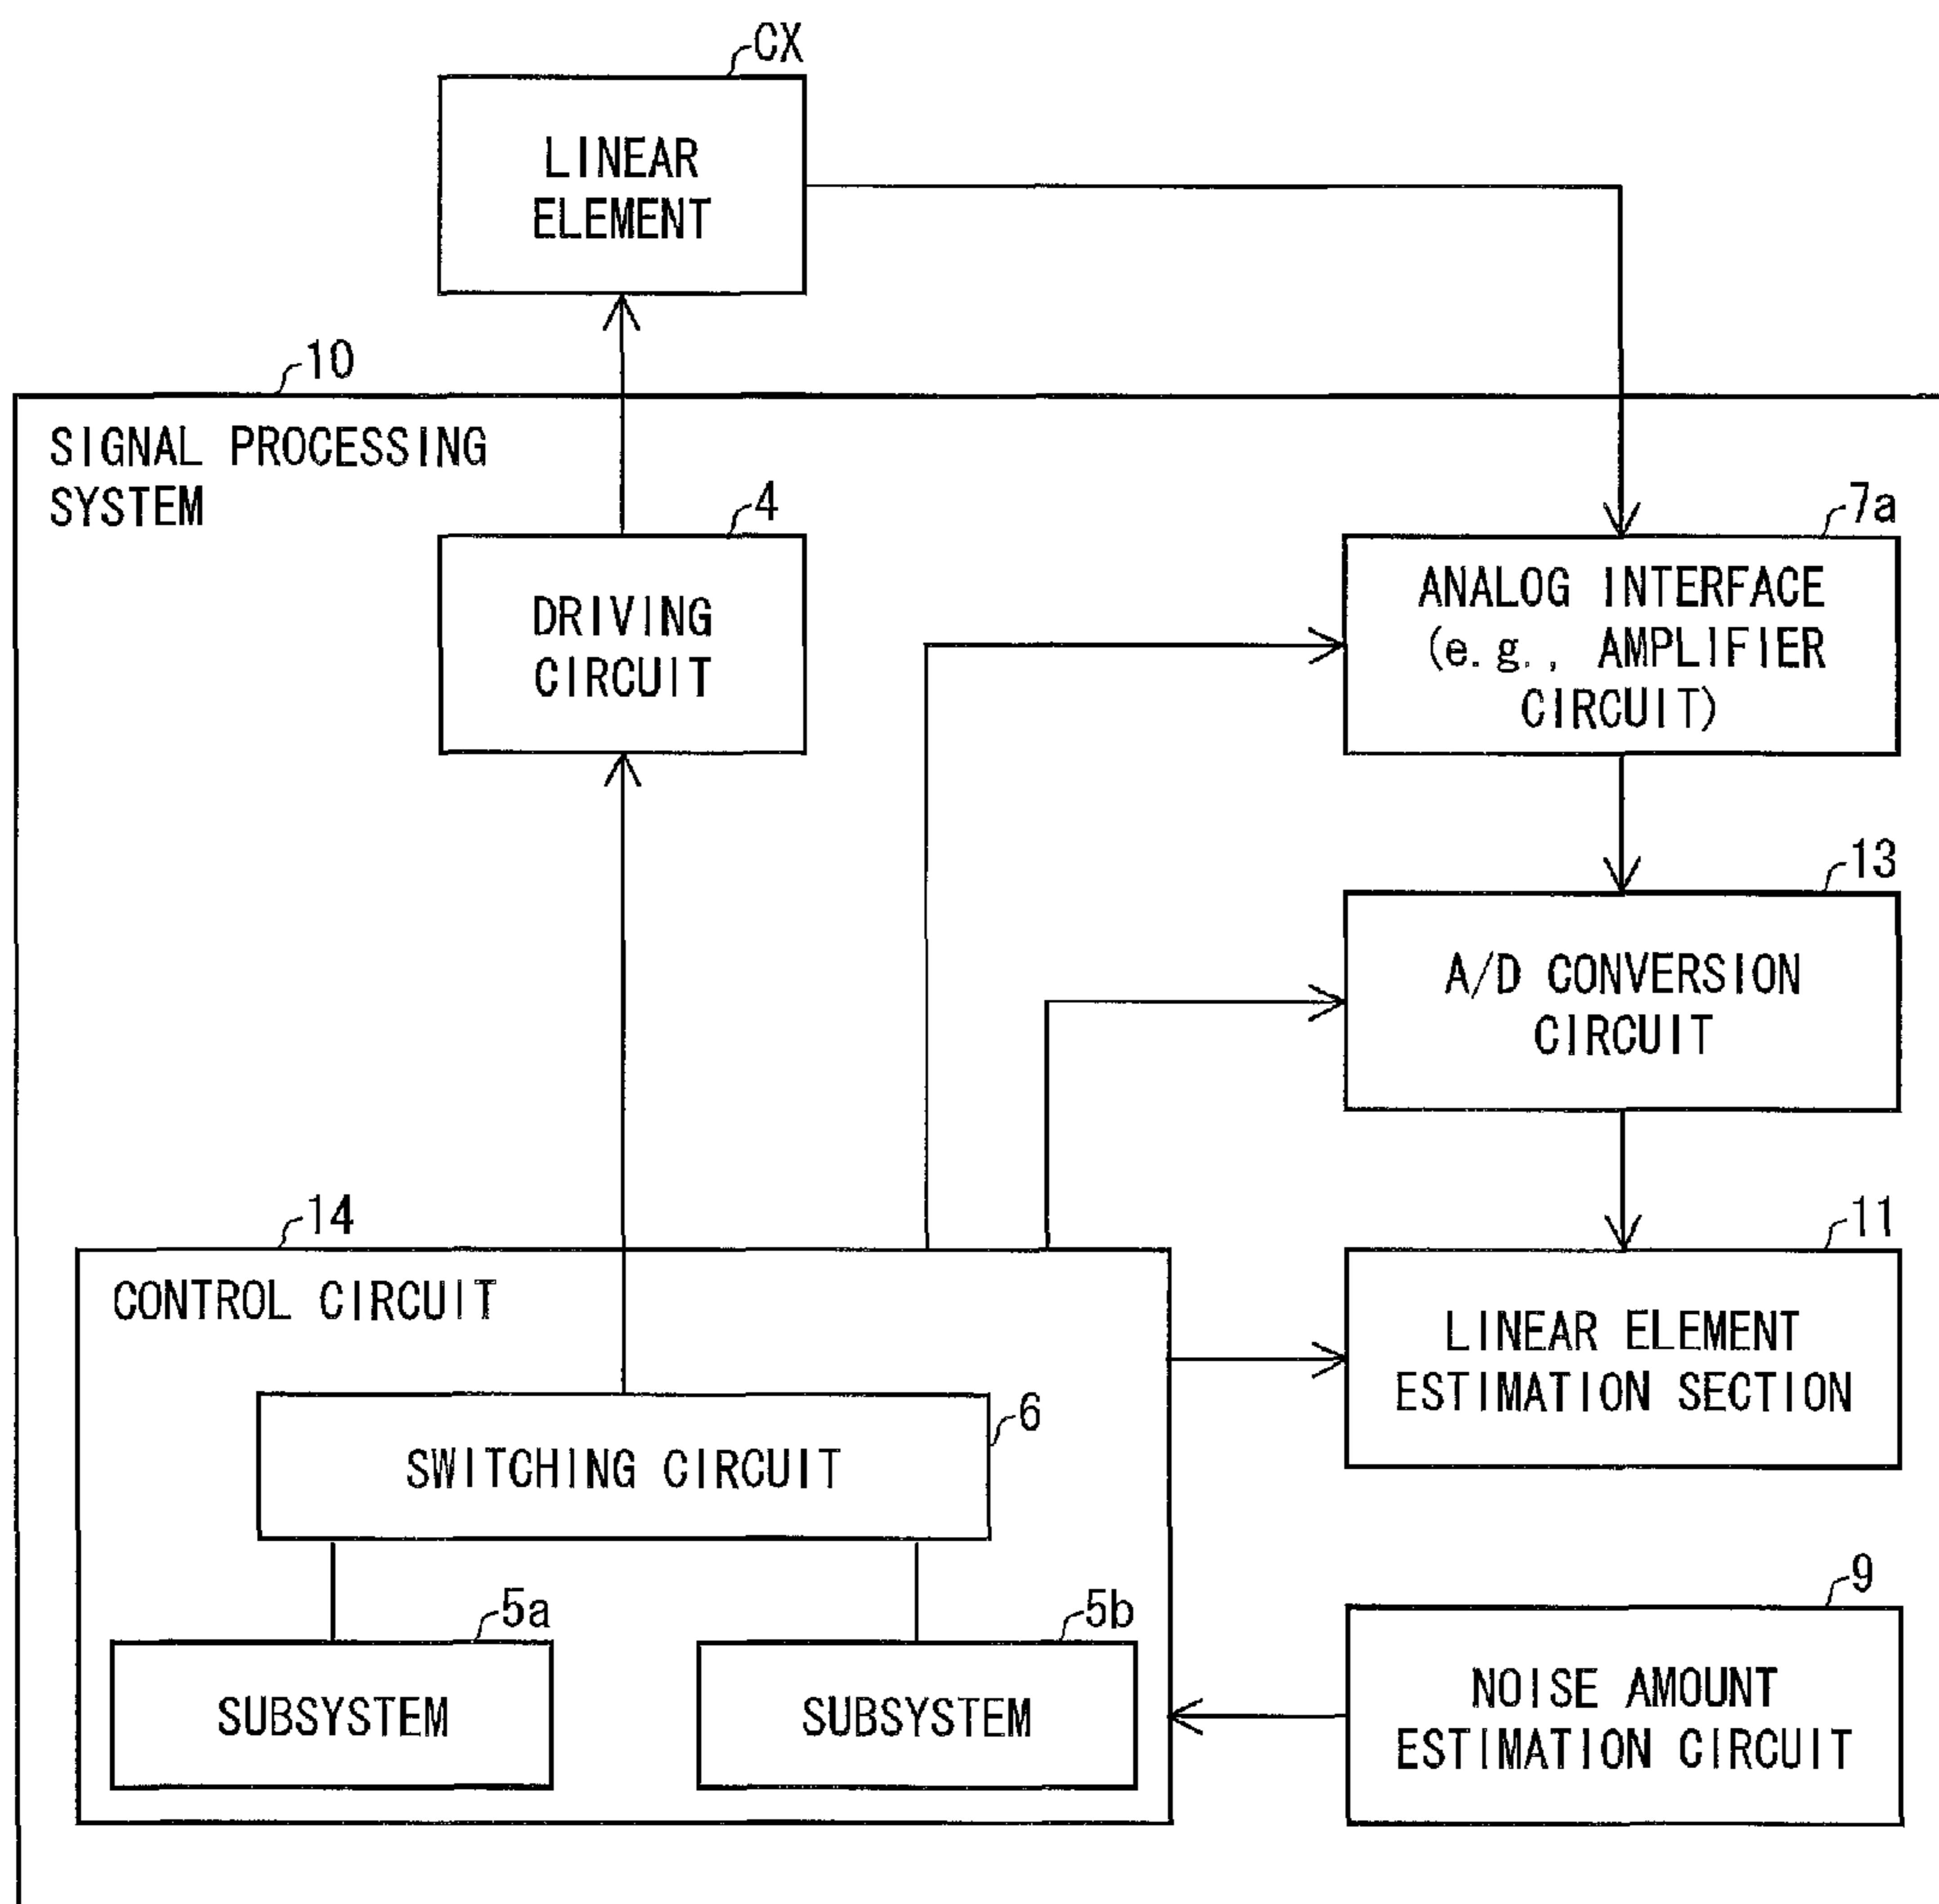 CX
LINEAR
ELEMENT
10
SIGNAL PROCESSING
SYSTEM
4
DRIVING
CIRCUIT
7a
ANALOG INTERFACE
(e.g., AMPLIFIER
CIRCUIT)
13
A/D CONVERSION
CIRCUIT
14
CONTROL CIRCUIT
11
LINEAR ELEMENT
ESTIMATION SECTION
6
SWITCHING CIRCUIT
5a
SUBSYSTEM
5b
SUBSYSTEM
9
NOISE AMOUNT
ESTIMATION CIRCUIT